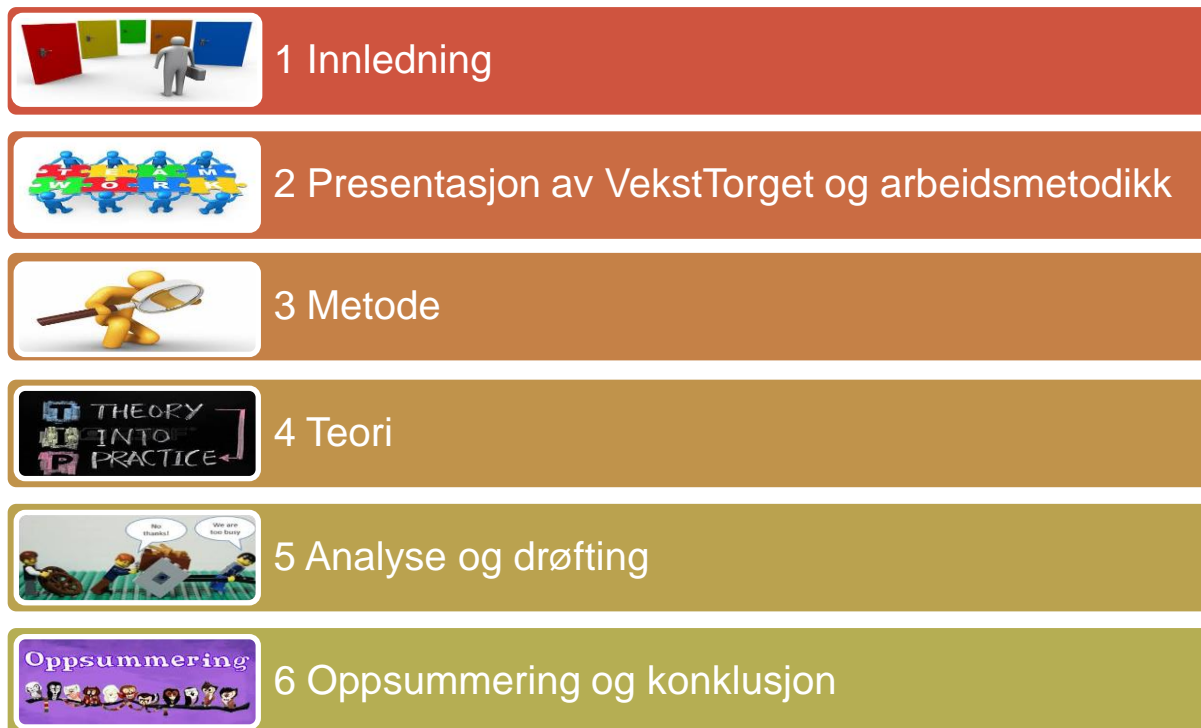 1 Innledning
TEAM
WORK
2 Presentasjon av VekstTorget og arbeidsmetodikk
3 Metode
THEORY
INTO
PRACTICE
4 Teori
No
thanks!
We are
too busy
5 Analyse og drøfting
Oppsummering
6 Oppsummering og konklusjon